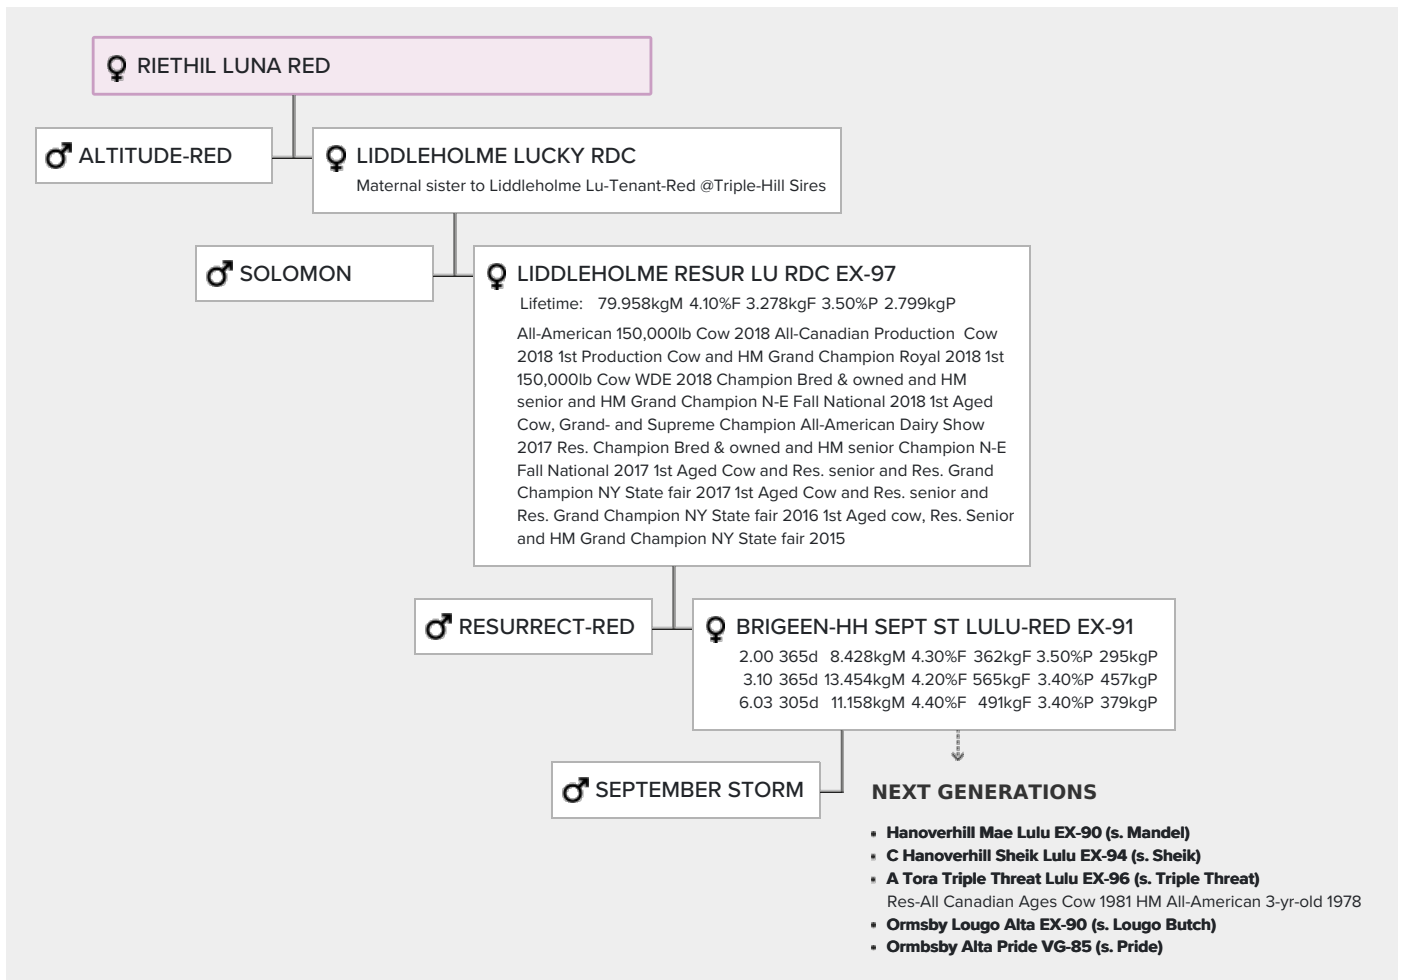 RIETHIL LUNA RED
ALTITUDE-RED
LIDDLEHOLME LUCKY RDC
Maternal sister to Liddleholme Lu-Tenant-Red @Triple-Hill Sires
SOLOMON
LIDDLEHOLME RESUR LU RDC EX-97
Lifetime: 79.958kgM 4.10%F 3.278kgF 3.50%P 2.799kgP
All-American 150,000lb Cow 2018 All-Canadian Production Cow
2018 1st Production Cow and HM Grand Champion Royal 2018 1st
150,000lb Cow WDE 2018 Champion Bred & owned and HM
senior and HM Grand Champion N-E Fall National 2018 1st Aged
Cow, Grand- and Supreme Champion All-American Dairy Show
2017 Res. Champion Bred & owned and HM senior Champion N-E
Fall National 2017 1st Aged Cow and Res. senior and Res. Grand
Champion NY State fair 2017 1st Aged Cow and Res. senior and
Res. Grand Champion NY State fair 2016 1st Aged cow, Res. Senior
and HM Grand Champion NY State fair 2015
RESURRECT-RED
BRIGEEN-HH SEPT ST LULU-RED EX-91
2.00 365d 8.428kgM 4.30%F 362kgF 3.50%P 295kgP
3.10 365d 13.454kgM 4.20%F 565kgF 3.40%P 457kgP
6.03 305d 11.158kgM 4.40%F 491kgF 3.40%P 379kgP
SEPTEMBER STORM
NEXT GENERATIONS
Hanoverhill Mae Lulu EX-90 (s. Mandel)
C Hanoverhill Sheik Lulu EX-94 (s. Sheik)
A Tora Triple Threat Lulu EX-96 (s. Triple Threat)
Res-All Canadian Ages Cow 1981 HM All-American 3-yr-old 1978
Ormsby Lougo Alta EX-90 (s. Lougo Butch)
Ormbsby Alta Pride VG-85 (s. Pride)